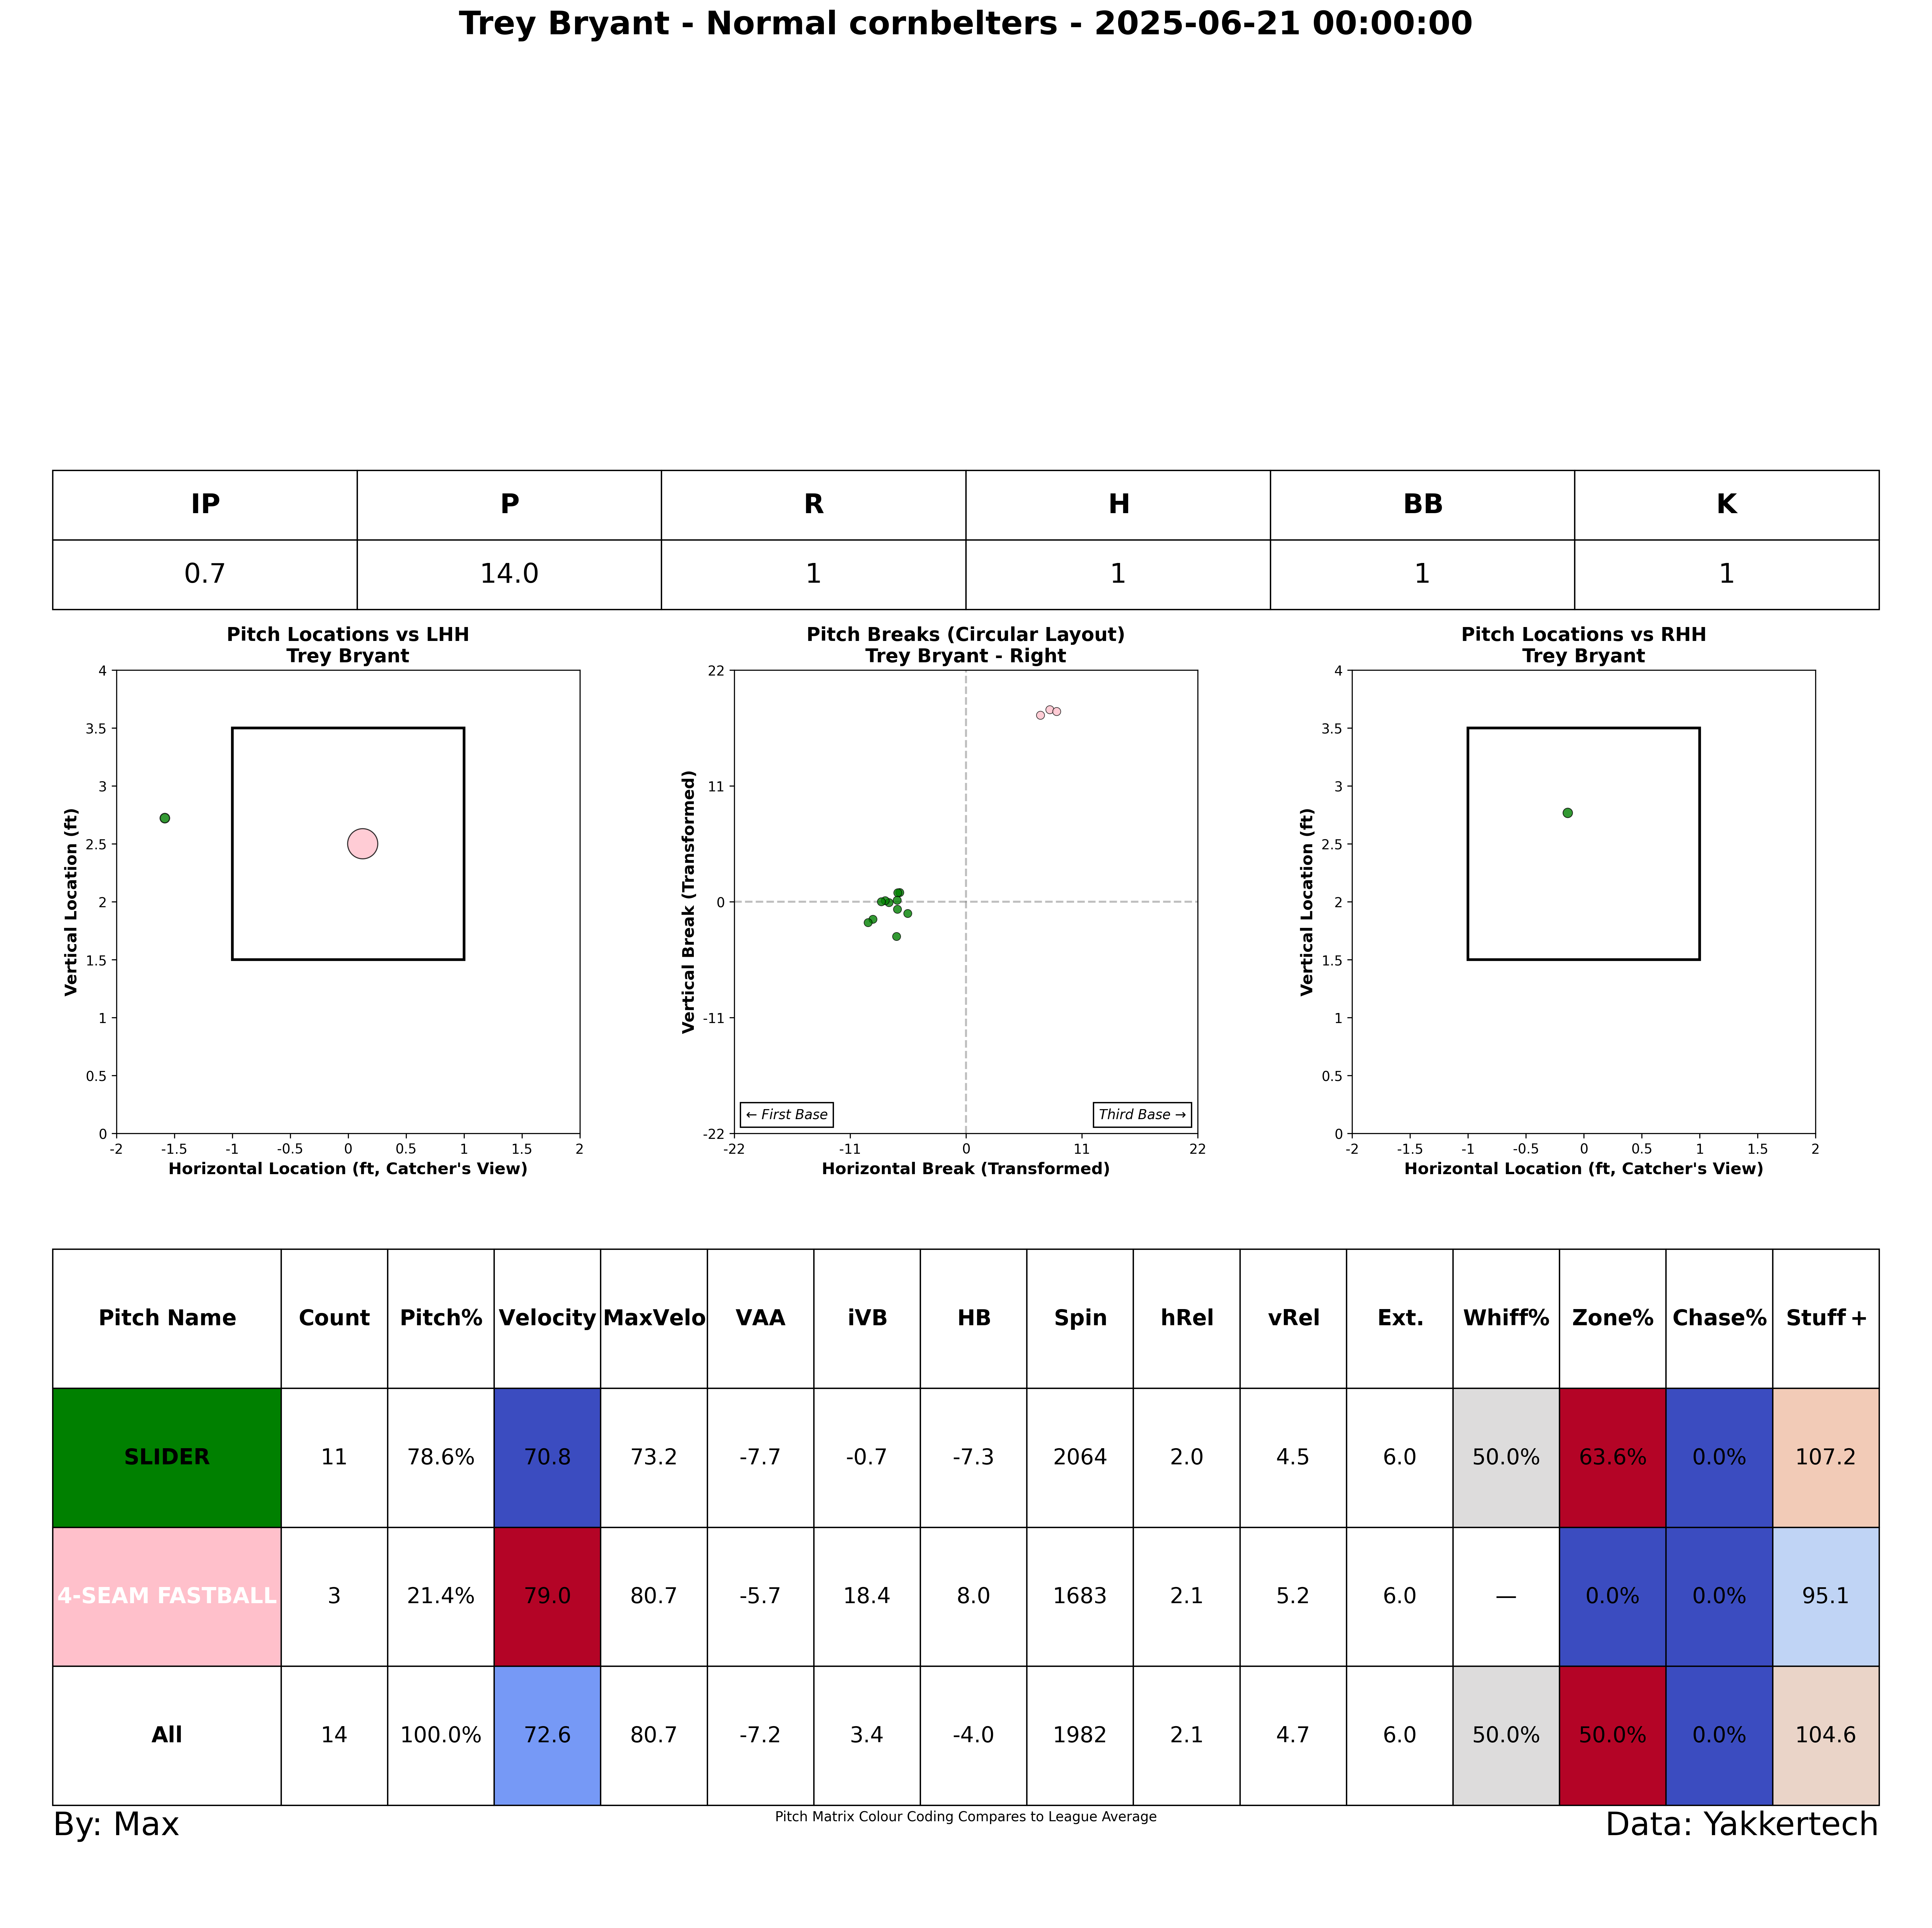 Trey Bryant - Normal cornbelters - 2025-06-21 00:00:00
IP P R H BB K
0.7 14.0 1 1 1 1
Pitch Locations vs LHH
Trey Bryant
4
3.5
3
2.5
2
1.5
1
0.5
0
-2 -1.5 -1 -0.5 0 0.5 1 1.5 2
Vertical Location (ft)
Horizontal Location (ft, Catcher's View)
Pitch Breaks (Circular Layout)
Trey Bryant - Right
22
11
0
-11
-22
-22 -11 0 11 22
Vertical Break (Transformed)
← First Base
Third Base →
Horizontal Break (Transformed)
Pitch Locations vs RHH
Trey Bryant
4
3.5
3
2.5
2
1.5
1
0.5
0
-2 -1.5 -1 -0.5 0 0.5 1 1.5 2
Vertical Location (ft)
Horizontal Location (ft, Catcher's View)
Pitch Name Count Pitch% Velocity MaxVelo VAA iVB HB Spin hRel vRel Ext. Whiff% Zone% Chase% Stuff+
SLIDER 11 78.6% 70.8 73.2 -7.7 -0.7 -7.3 2064 2.0 4.5 6.0 50.0% 63.6% 0.0% 107.2
4-SEAM FASTBALL 3 21.4% 79.0 80.7 -5.7 18.4 8.0 1683 2.1 5.2 6.0 — 0.0% 0.0% 95.1
All 14 100.0% 72.6 80.7 -7.2 3.4 -4.0 1982 2.1 4.7 6.0 50.0% 50.0% 0.0% 104.6
By: Max
Pitch Matrix Colour Coding Compares to League Average
Data: Yakkertech